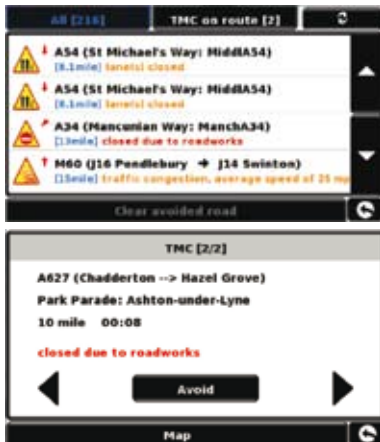 All [216] TMC on route [2]
A54 (St Michael's Way: MiddlA54)
[8.1mile] lane(s) closed
A54 (St Michael's Way: MiddlA54)
[8.1mile] lane(s) closed
A34 (Mancunian Way: ManchA34)
[13mile] closed due to roadworks
M60 (J16 Pendlebury → J14 Swinton)
[15mile] traffic congestion, average speed of 25 mp
Clear avoided road
TMC [2/2]
A627 (Chadderton --> Hazel Grove)
Park Parade: Ashton-under-Lyne
10 mile 00:08
closed due to roadworks
Avoid
Map